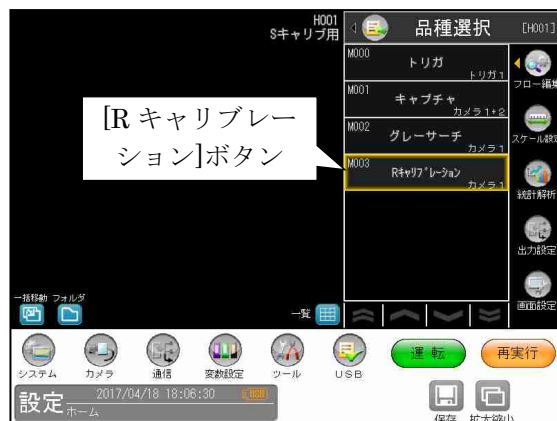 H001
Sキャリブ用
品種選択
[H001]
M000
トリガ
トリガ1
M001
キャプチャ
カメラ1+2
M002
グレーサーチ
カメラ1
M003
Rキャリブレーション
カメラ1
[R キャリブレー
ション]ボタン
フロー編集
スケール設定
統計解析
出力設定
画面設定
一括移動 フォルダ
一覧
システム
カメラ
通信
変数設定
ツール
USB
運 転
再実行
設定
2017/04/18 18:06:30
ホーム
保存
拡大縮小